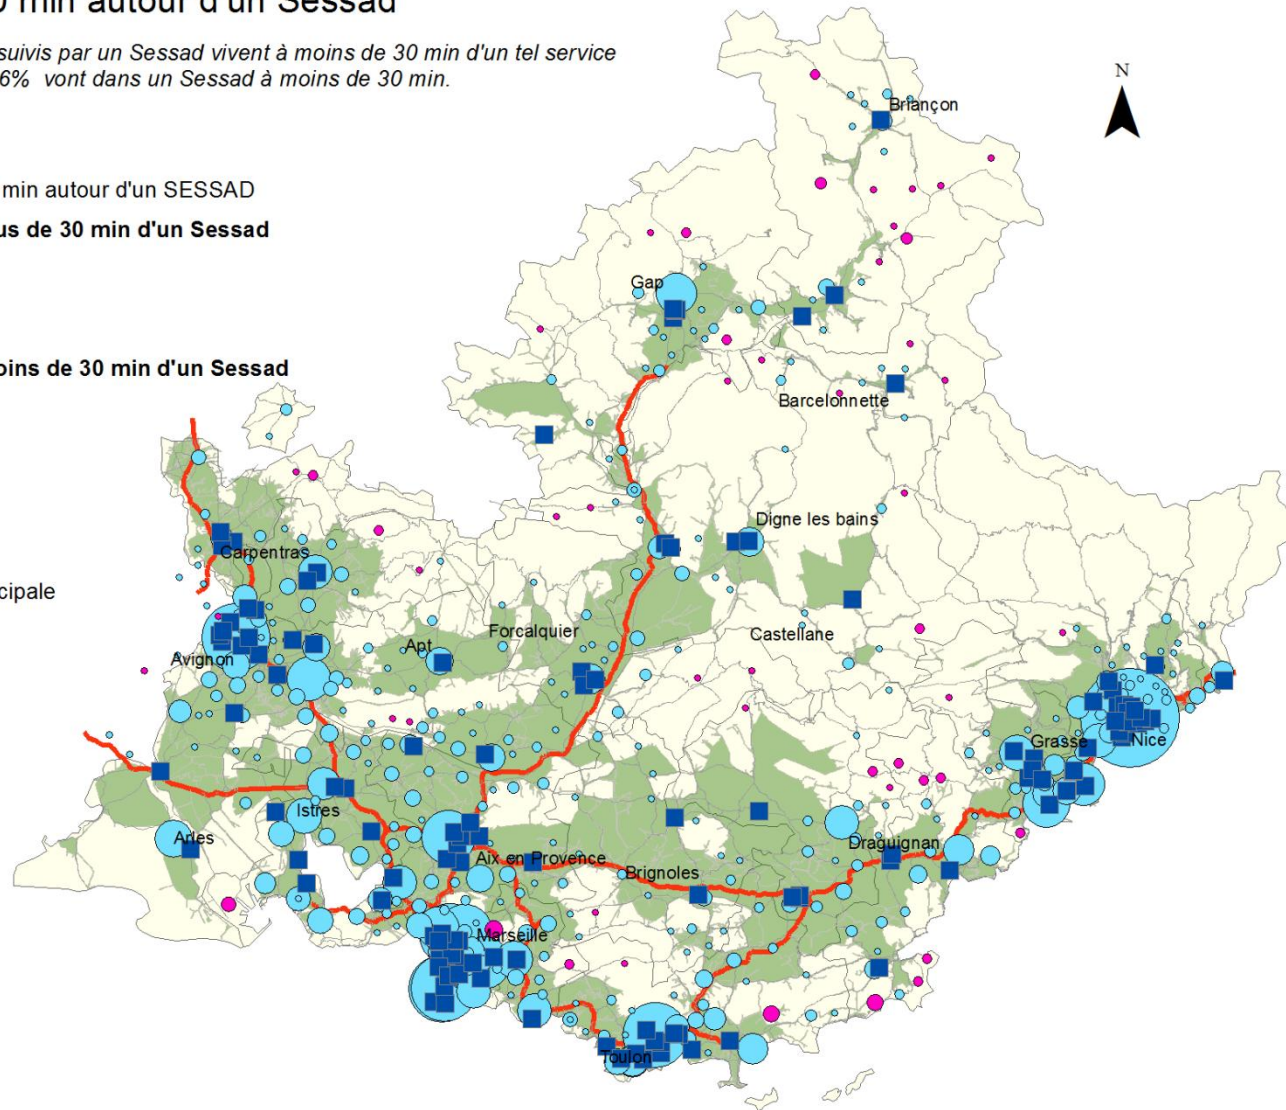 0 min autour d'un Sessad
suivis par un Sessad vivent à moins de 30 min d'un tel service
6% vont dans un Sessad à moins de 30 min.
N
Briançon
min autour d'un SESSAD
us de 30 min d'un Sessad
Gap
oins de 30 min d'un Sessad
Barcelonnette
Digne les bains
Carpentras
cipale
Forcalquier
Castellane
Apt
Avignon
Grasse
Nice
Istres
Arles
Draguignan
Aix en Provence
Brignoles
Marseille
Toulon